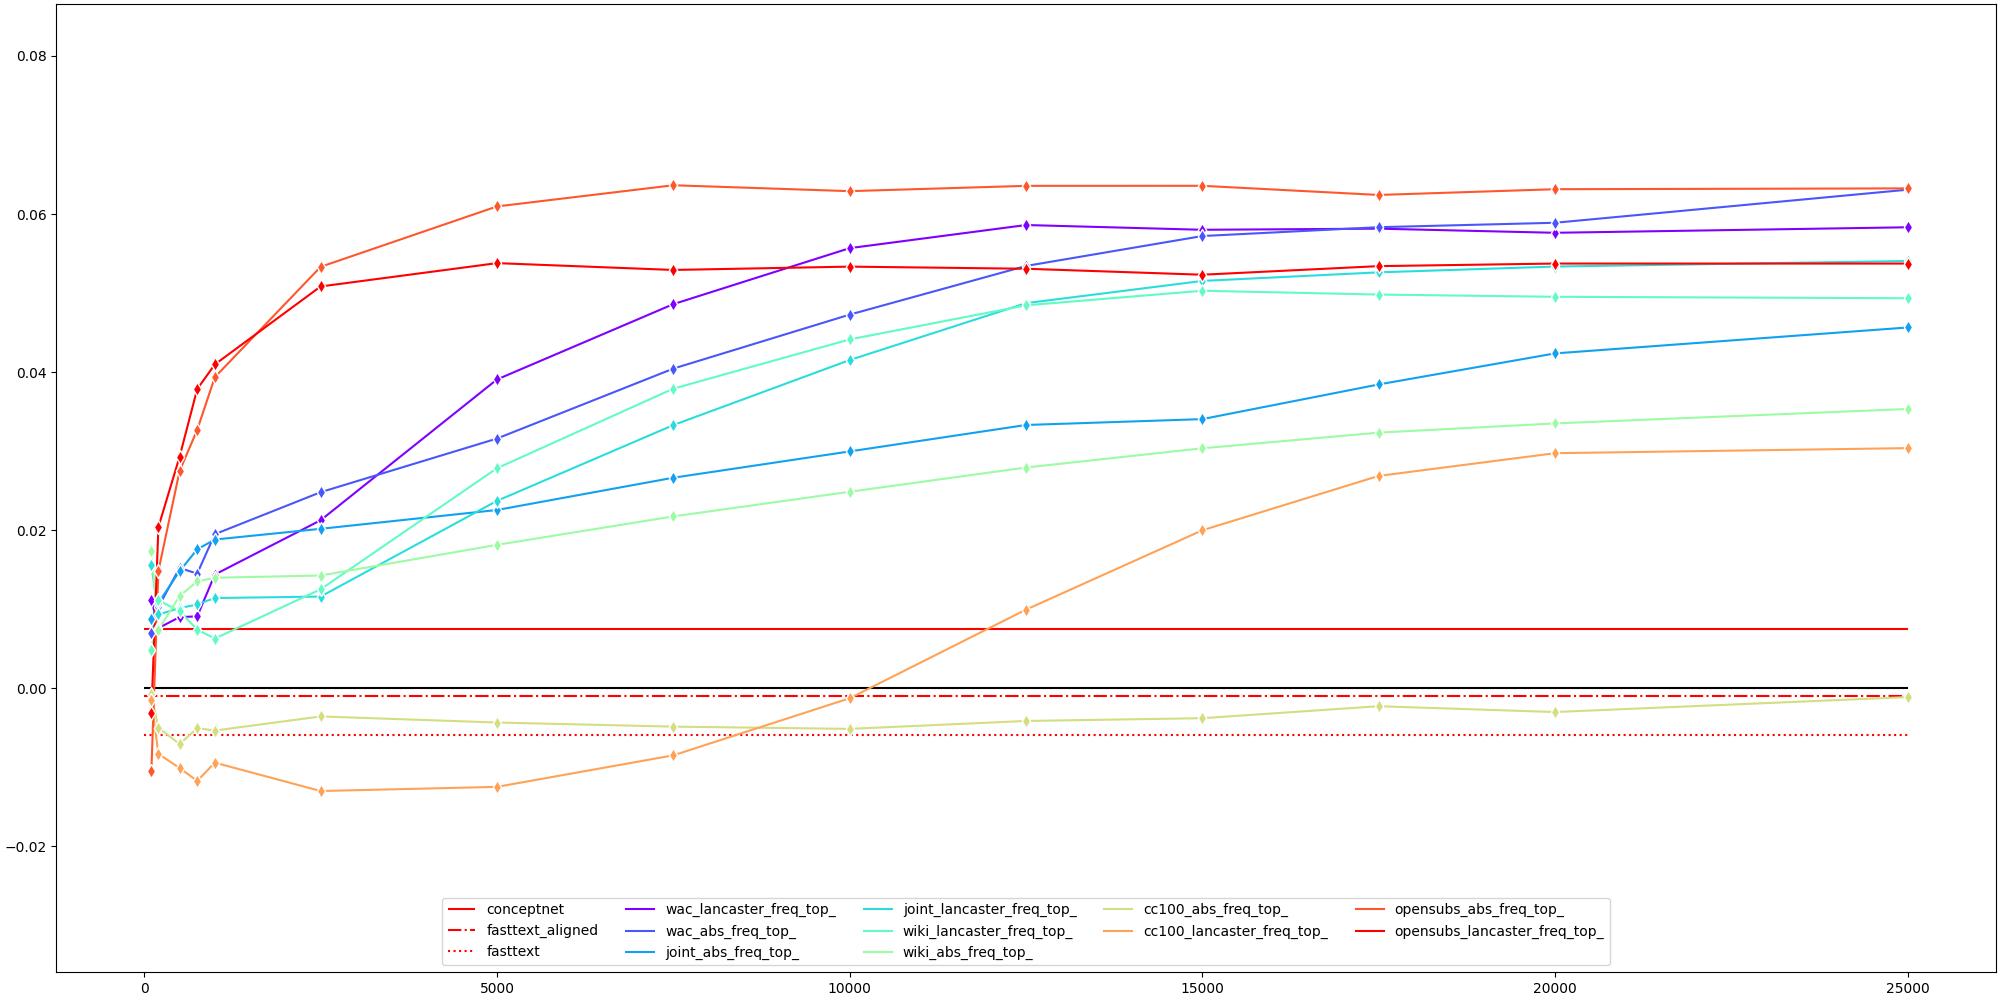 0.08
0.06
0.04
0.02
0.00
−0.02
conceptnet
fasttext_aligned
fasttext
wac_lancaster_freq_top_
wac_abs_freq_top_
joint_abs_freq_top_
joint_lancaster_freq_top_
wiki_lancaster_freq_top_
wiki_abs_freq_top_
cc100_abs_freq_top_
cc100_lancaster_freq_top_
opensubs_abs_freq_top_
opensubs_lancaster_freq_top_
0 5000 10000 15000 20000 25000